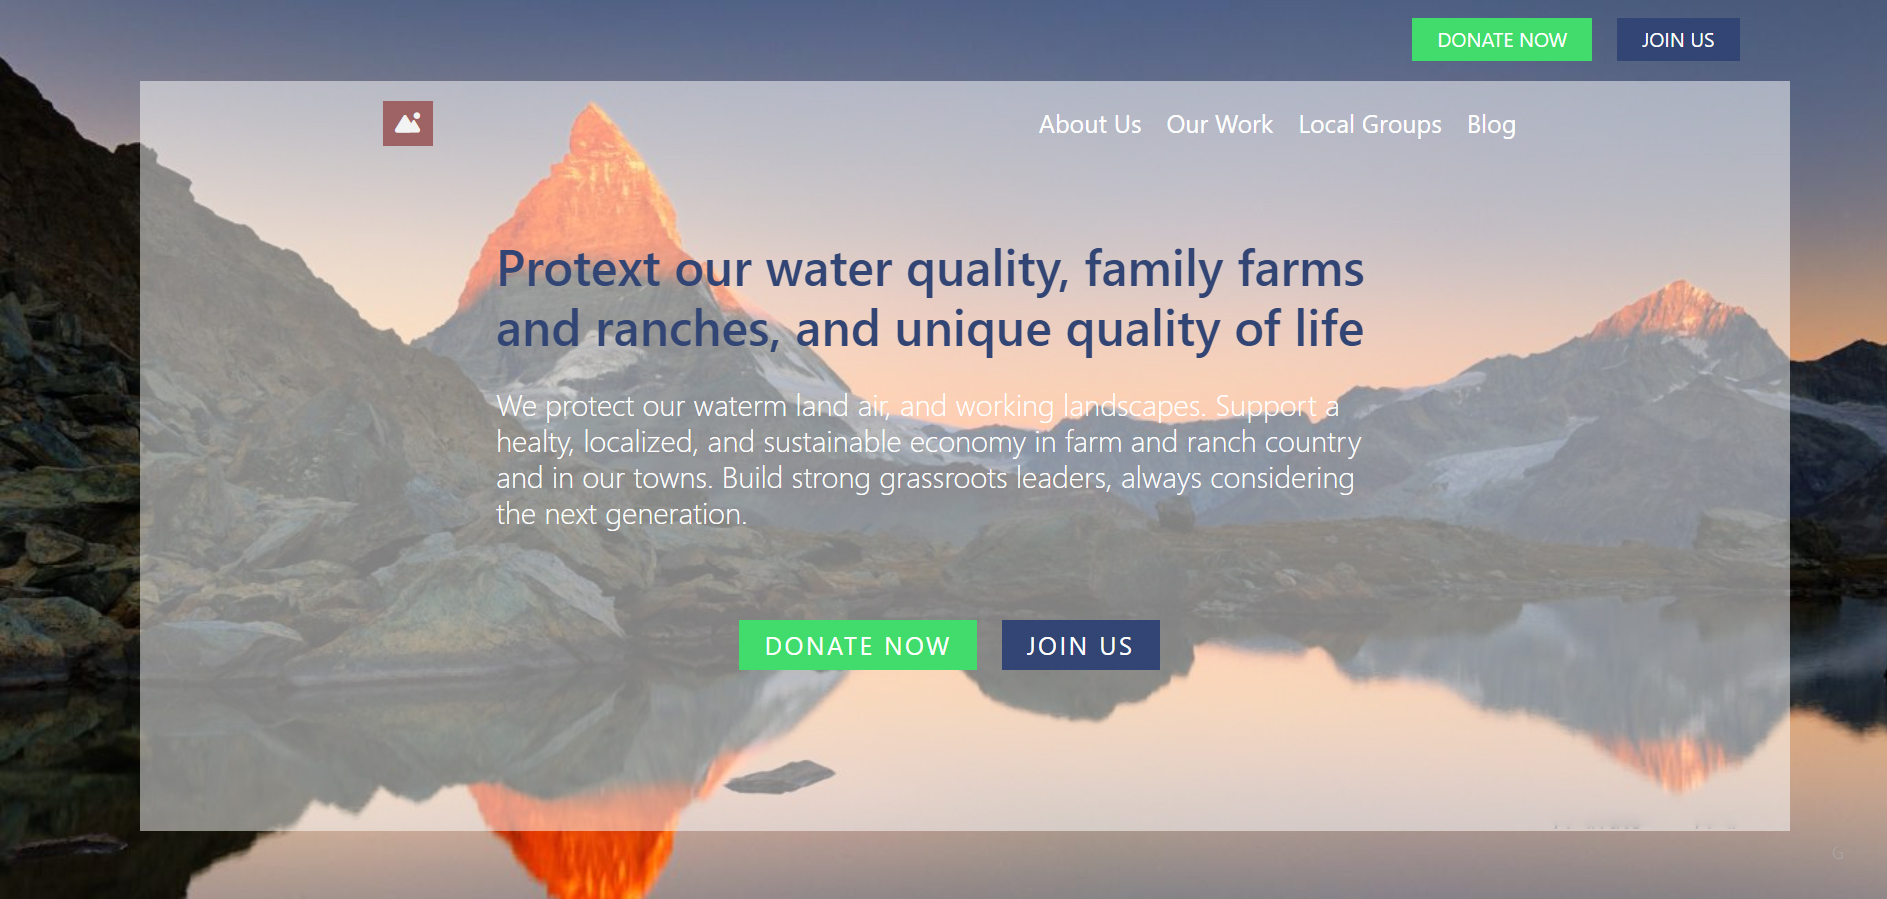 DONATE NOW JOIN US
About Us Our Work Local Groups Blog
Protext our water quality, family farms
and ranches, and unique quality of life
We protect our waterm land air, and working landscapes. Support a
healty, localized, and sustainable economy in farm and ranch country
and in our towns. Build strong grassroots leaders, always considering
the next generation.
DONATE NOW JOIN US